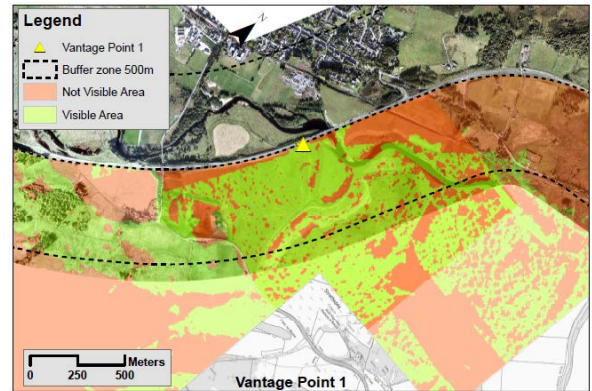 Legend
Vantage Point 1
Buffer zone 500m
Not Visible Area
Visible Area
N
0 250 500 Meters
Vantage Point 1